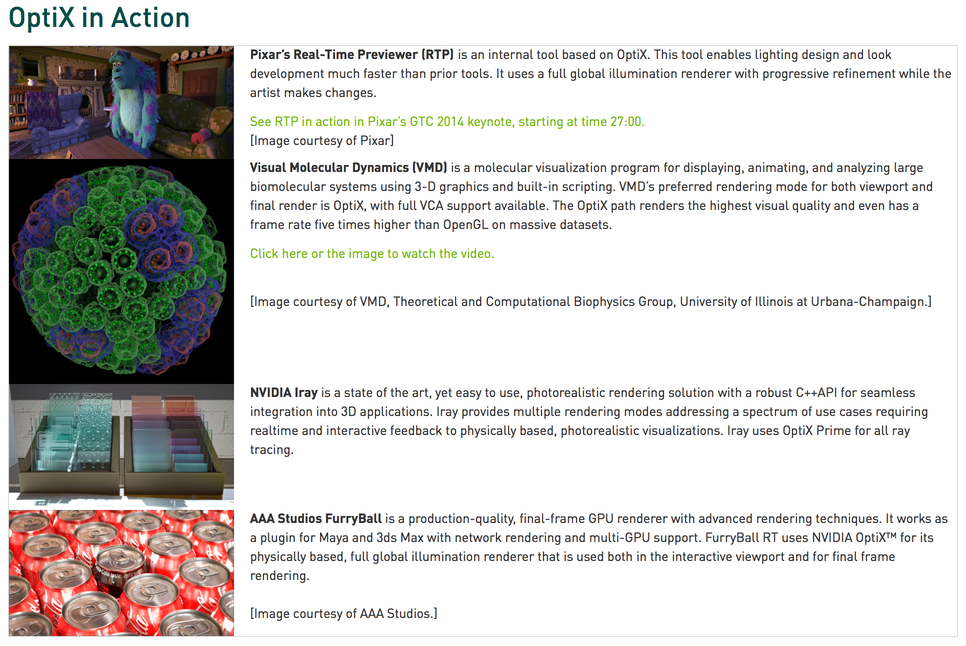 OptiX in Action
Pixar's Real-Time Previewer (RTP) is an internal tool based on OptiX. This tool enables lighting design and look
development much faster than prior tools. It uses a full global illumination renderer with progressive refinement while the
artist makes changes.
See RTP in action in Pixar's GTC 2014 keynote, starting at time 27:00.
[Image courtesy of Pixar]
Visual Molecular Dynamics (VMD) is a molecular visualization program for displaying, animating, and analyzing large
biomolecular systems using 3-D graphics and built-in scripting. VMD's preferred rendering mode for both viewport and
final render is OptiX, with full VCA support available. The OptiX path renders the highest visual quality and even has a
frame rate five times higher than OpenGL on massive datasets.
Click here or the image to watch the video.
[Image courtesy of VMD, Theoretical and Computational Biophysics Group, University of Illinois at Urbana-Champaign.]
NVIDIA Iray is a state of the art, yet easy to use, photorealistic rendering solution with a robust C++API for seamless
integration into 3D applications. Iray provides multiple rendering modes addressing a spectrum of use cases requiring
realtime and interactive feedback to physically based, photorealistic visualizations. Iray uses OptiX Prime for all ray
tracing.
AAA Studios FurryBall is a production-quality, final-frame GPU renderer with advanced rendering techniques. It works as
a plugin for Maya and 3ds Max with network rendering and multi-GPU support. FurryBall RT uses NVIDIA OptiX™ for its
physically based, full global illumination renderer that is used both in the interactive viewport and for final frame
rendering.
[Image courtesy of AAA Studios.]